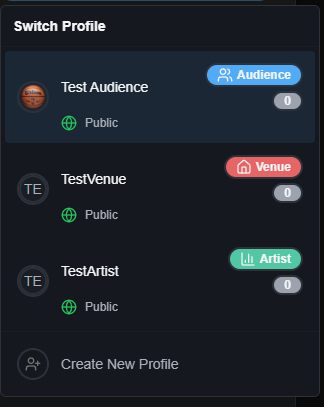 Switch Profile
Test Audience
Audience
0
Public
TestVenue
Venue
0
TE
Public
TestArtist
Artist
0
TE
Public
Create New Profile